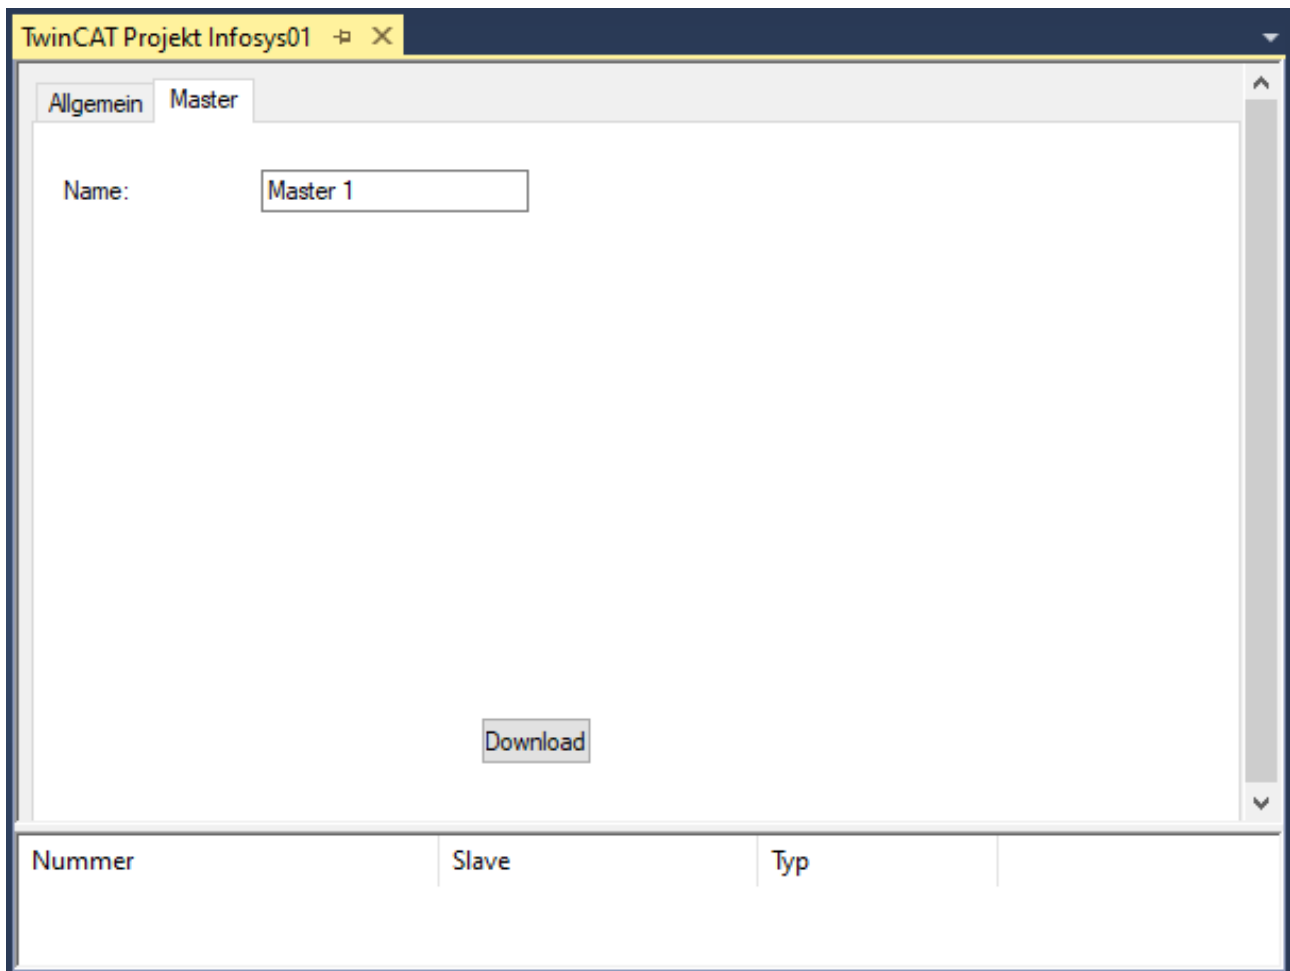 TwinCAT Projekt Infosys01
Allgemein Master
Name: Master 1
Download
Nummer Slave Typ